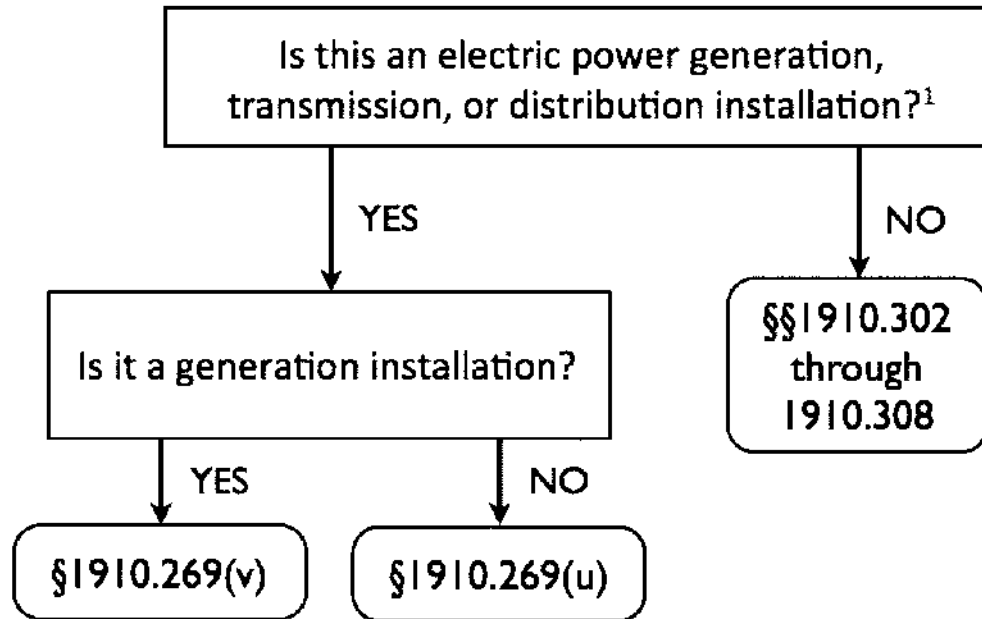 Is this an electric power generation,
transmission, or distribution installation?¹
YES
NO
Is it a generation installation?
§§1910.302
through
1910.308
YES
NO
§1910.269(v)
§1910.269(u)